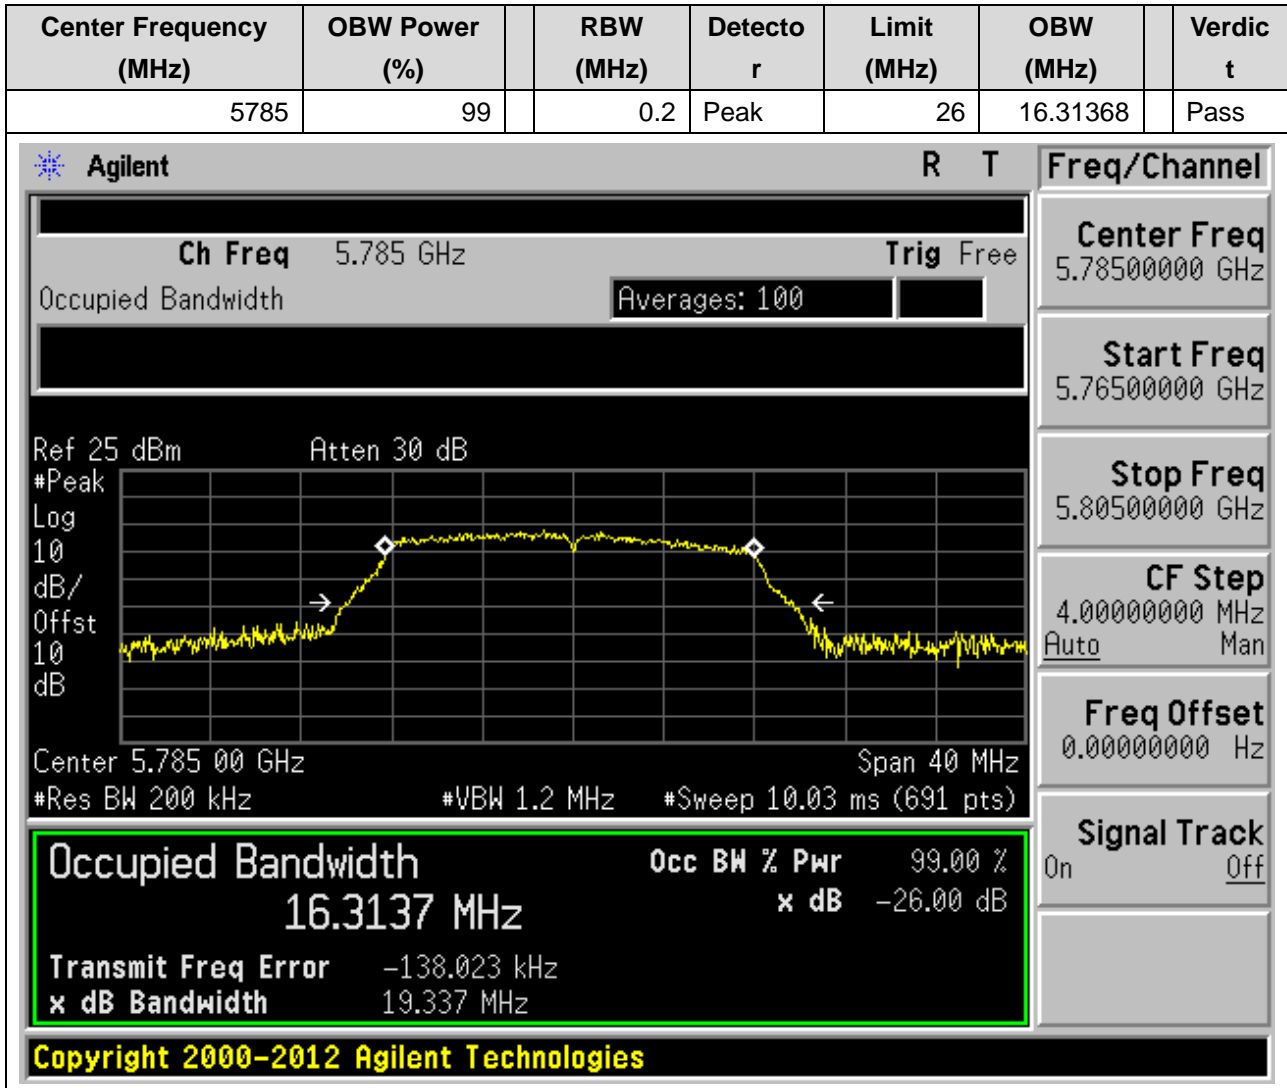 Center Frequency OBW Power RBW Detecto Limit OBW Verdic
(MHz) (%) (MHz) r (MHz) (MHz) t
5785 99 0.2 Peak 26 16.31368 Pass
Agilent R T Freq/Channel
Ch Freq 5.785 GHz Trig Free
Occupied Bandwidth Averages: 100
Center Freq
5.78500000 GHz
Start Freq
5.76500000 GHz
Stop Freq
5.80500000 GHz
CF Step
4.00000000 MHz
Auto Man
Freq Offset
0.00000000 Hz
Signal Track
On Off
Ref 25 dBm Atten 30 dB
#Peak
Log
10
dB/
Offst
10
dB
Center 5.785 00 GHz Span 40 MHz
#Res BW 200 kHz #VBW 1.2 MHz #Sweep 10.03 ms (691 pts)
Occupied Bandwidth Occ BW % Pwr 99.00 %
16.3137 MHz x dB -26.00 dB
Transmit Freq Error -138.023 kHz
x dB Bandwidth 19.337 MHz
Copyright 2000-2012 Agilent Technologies